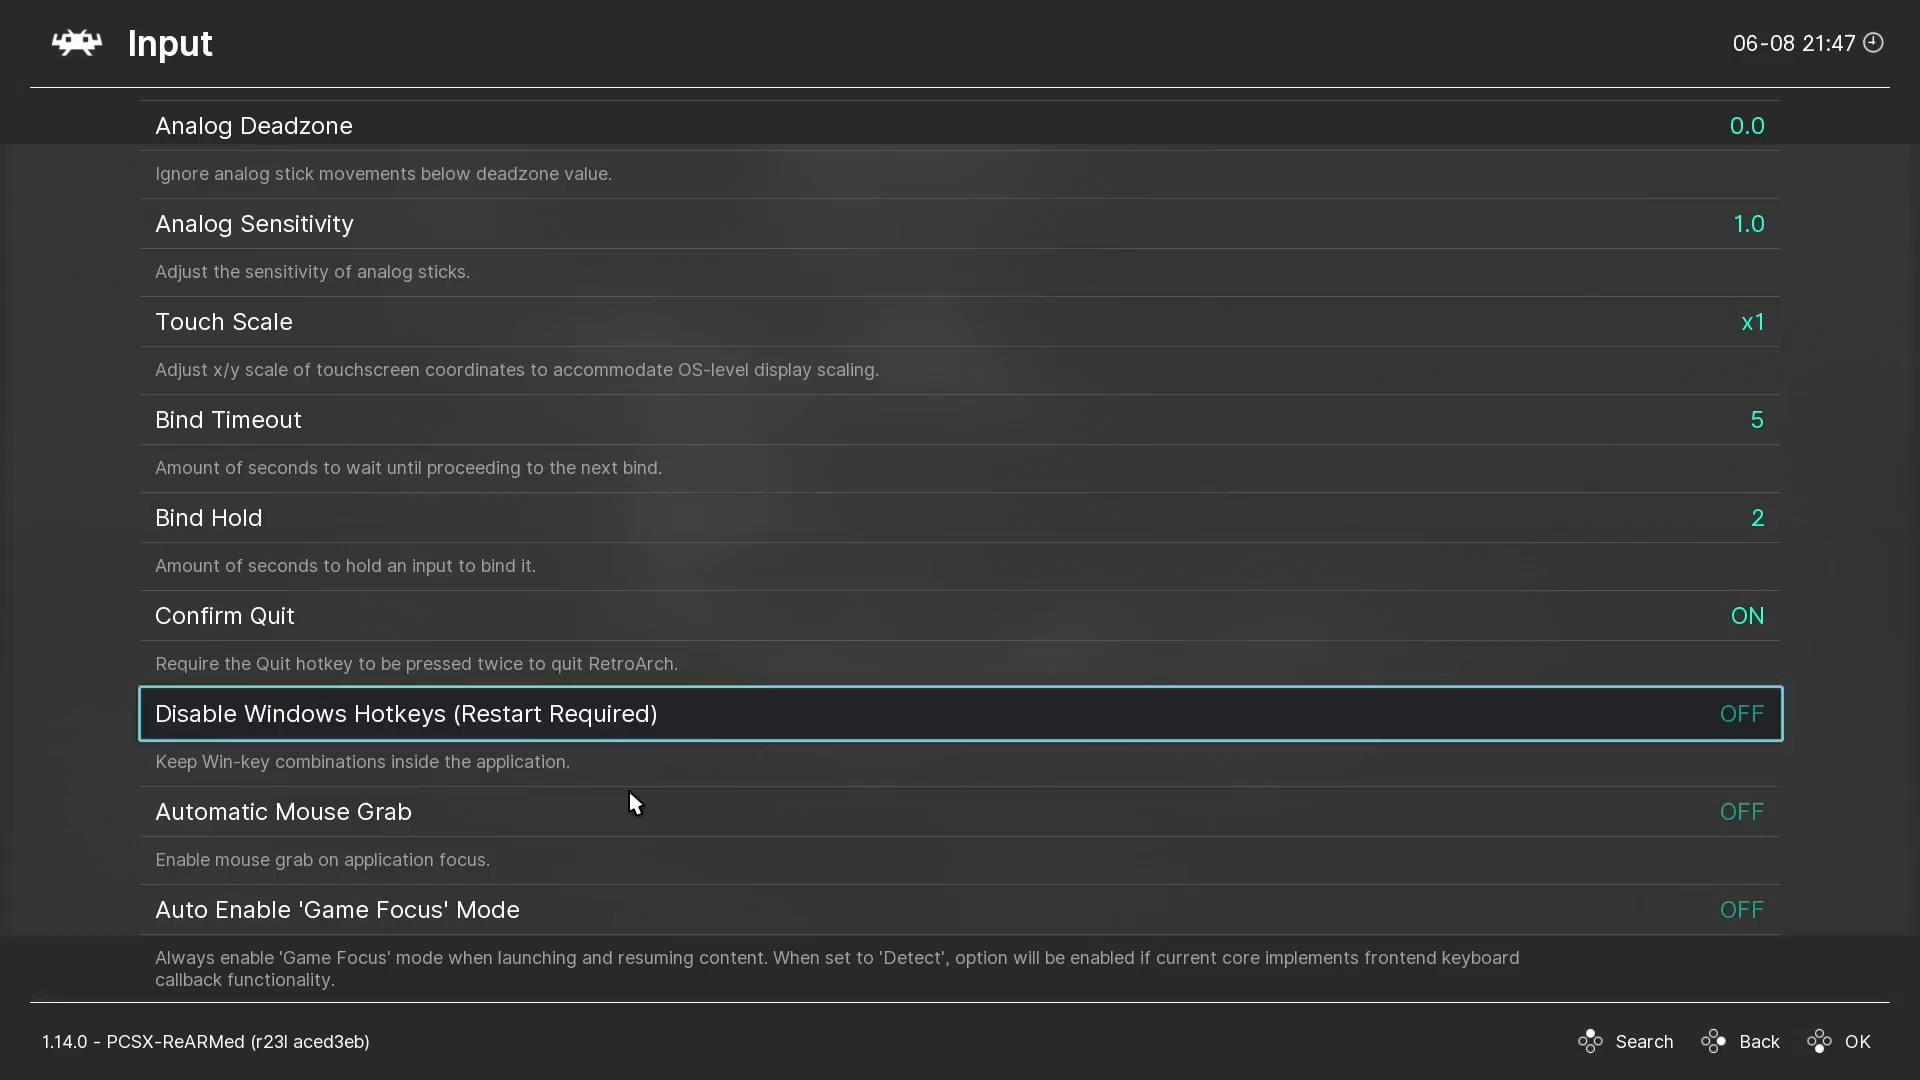 Input
06-08 21:47
Analog Deadzone
0.0
Ignore analog stick movements below deadzone value.
Analog Sensitivity
1.0
Adjust the sensitivity of analog sticks.
Touch Scale
x1
Adjust x/y scale of touchscreen coordinates to accommodate OS-level display scaling.
Bind Timeout
5
Amount of seconds to wait until proceeding to the next bind.
Bind Hold
2
Amount of seconds to hold an input to bind it.
Confirm Quit
ON
Require the Quit hotkey to be pressed twice to quit RetroArch.
Disable Windows Hotkeys (Restart Required)
OFF
Keep Win-key combinations inside the application.
Automatic Mouse Grab
OFF
Enable mouse grab on application focus.
Auto Enable 'Game Focus' Mode
OFF
Always enable 'Game Focus' mode when launching and resuming content. When set to 'Detect', option will be enabled if current core implements frontend keyboard
callback functionality.
1.14.0 - PCSX-ReARMed (r23l aced3eb)
Search
Back
OK